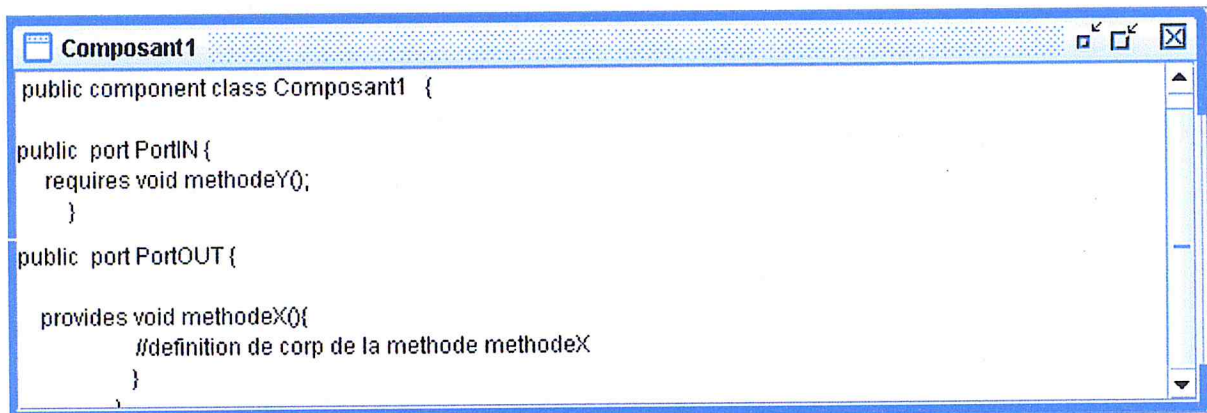 Composant1
public component class Composant1 {
public port PortIN {
requires void methodeY();
}
public port PortOUT {
provides void methodeX(){
//definition de corp de la methode methodeX
}
}